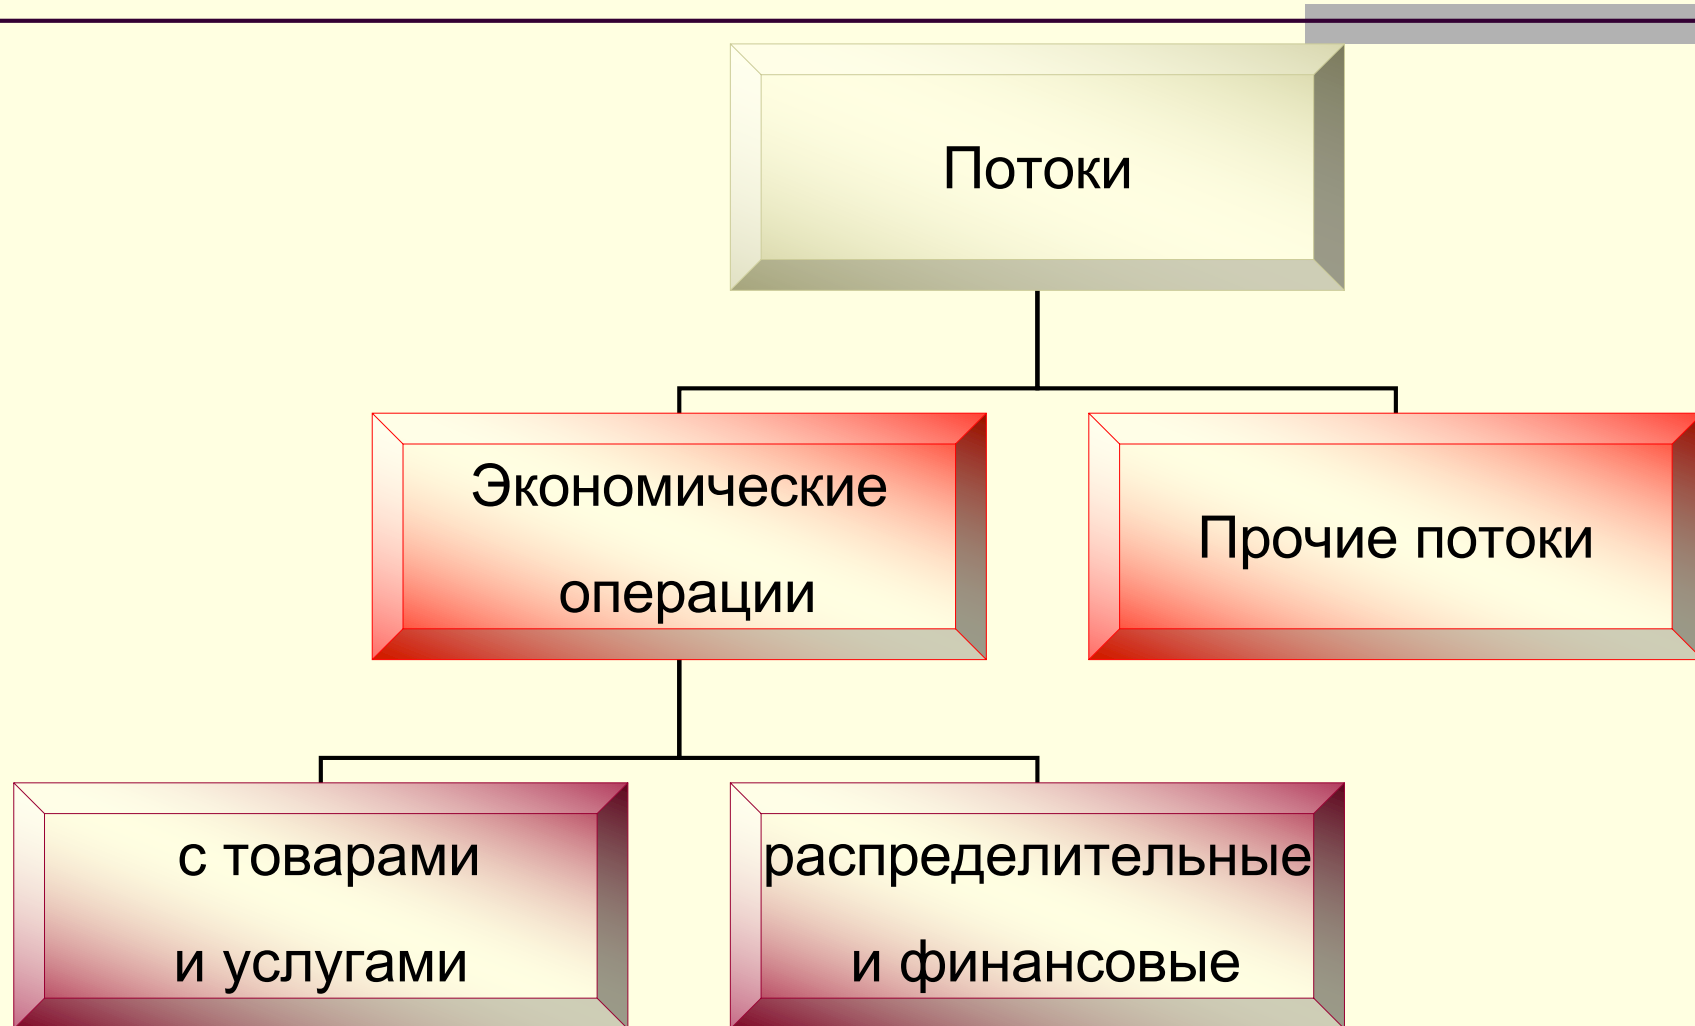 Потоки
Экономические
операции
Прочие потоки
с товарами
и услугами
распределительные
и финансовые